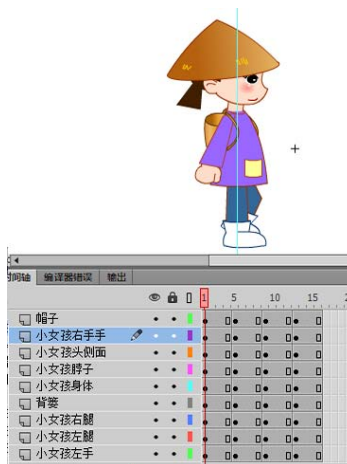 时间轴 编译器错误 输出
1 5 10 15
帽子
小女孩右手手
小女孩头侧面
小女孩脖子
小女孩身体
背篓
小女孩右腿
小女孩左腿
小女孩左手